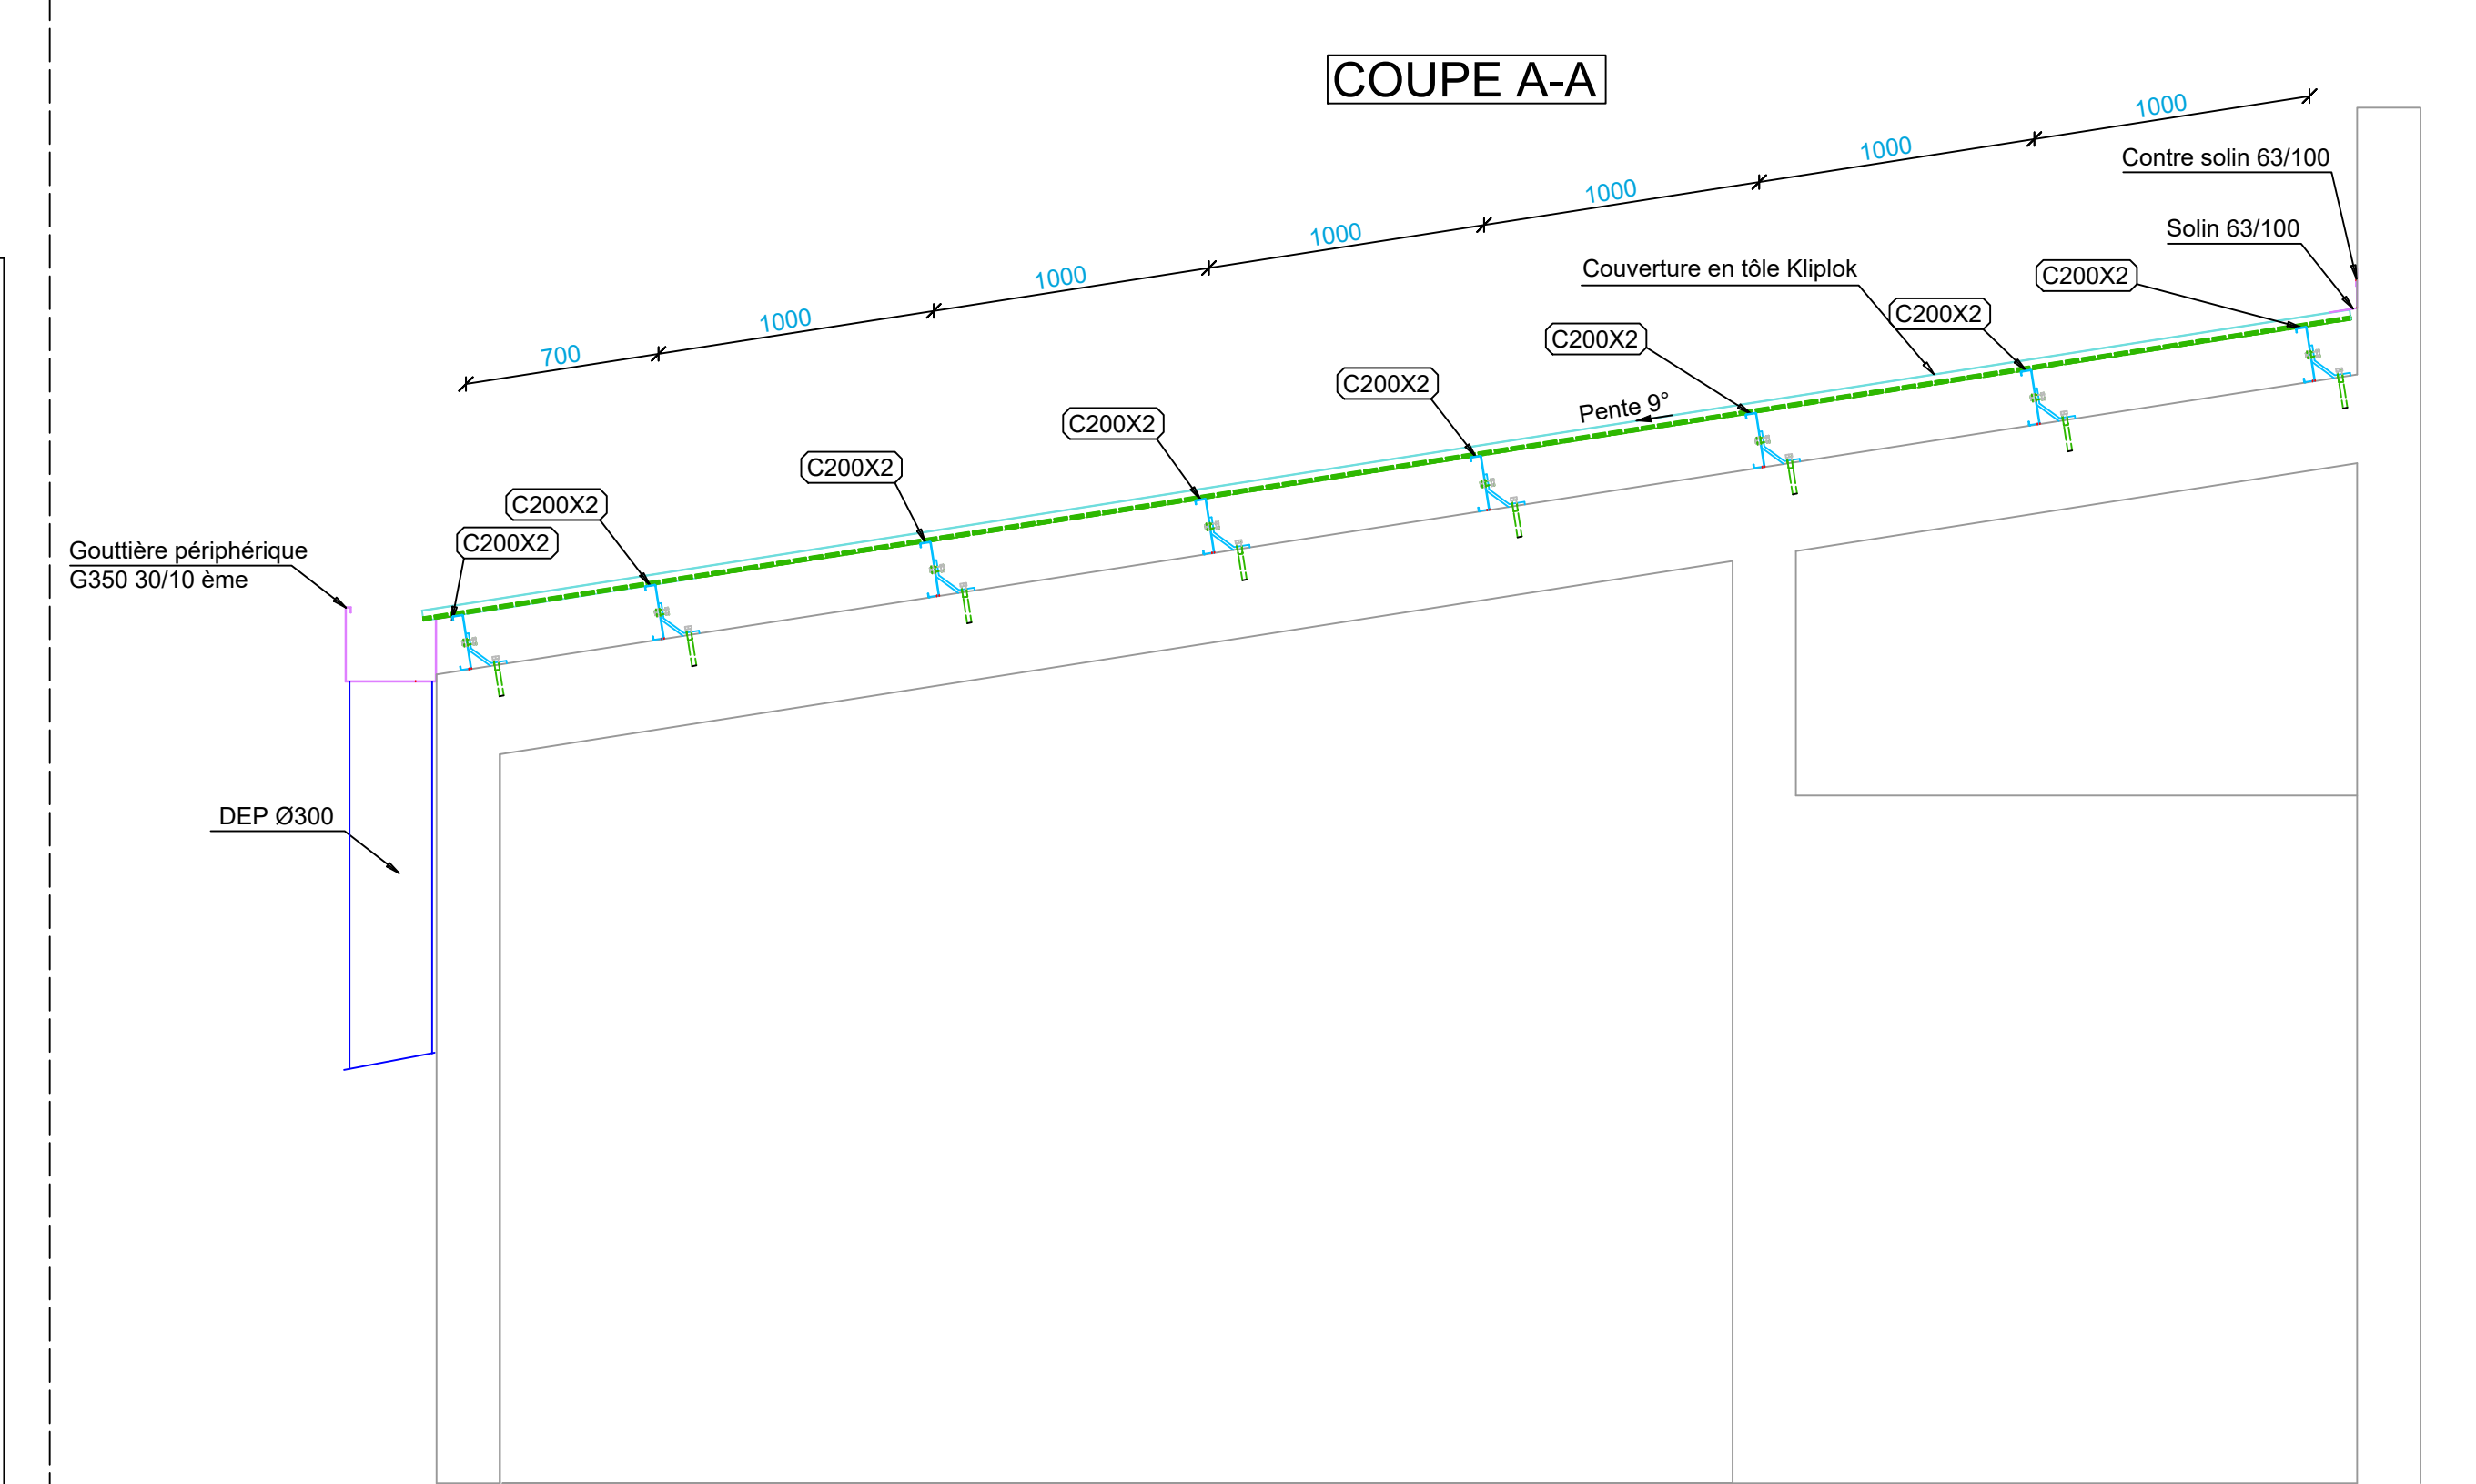 COUPE A-A
1000
1000
1000
1000
1000
1000
700
Contre solin 63/100
Solin 63/100
Couverture en tôle Kliplok
C200X2
C200X2
C200X2
C200X2
Pente 9°
C200X2
C200X2
C200X2
C200X2
Gouttière périphérique
G350 30/10 ème
DEP Ø300